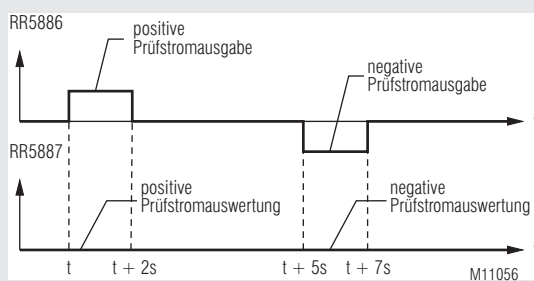 RR5886
positive
Prüfstromausgabe
negative
Prüfstromausgabe
RR5887
positive
Prüfstromauswertung
negative
Prüfstromauswertung
t
t + 2s
t + 5s
t + 7s
M11056